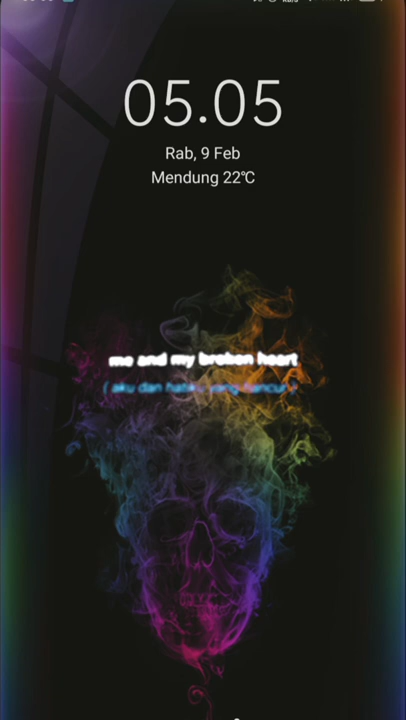 05.05
Rab, 9 Feb
Mendung 22°C
me and my broken heart
( aku dan hatiku yang hancur )